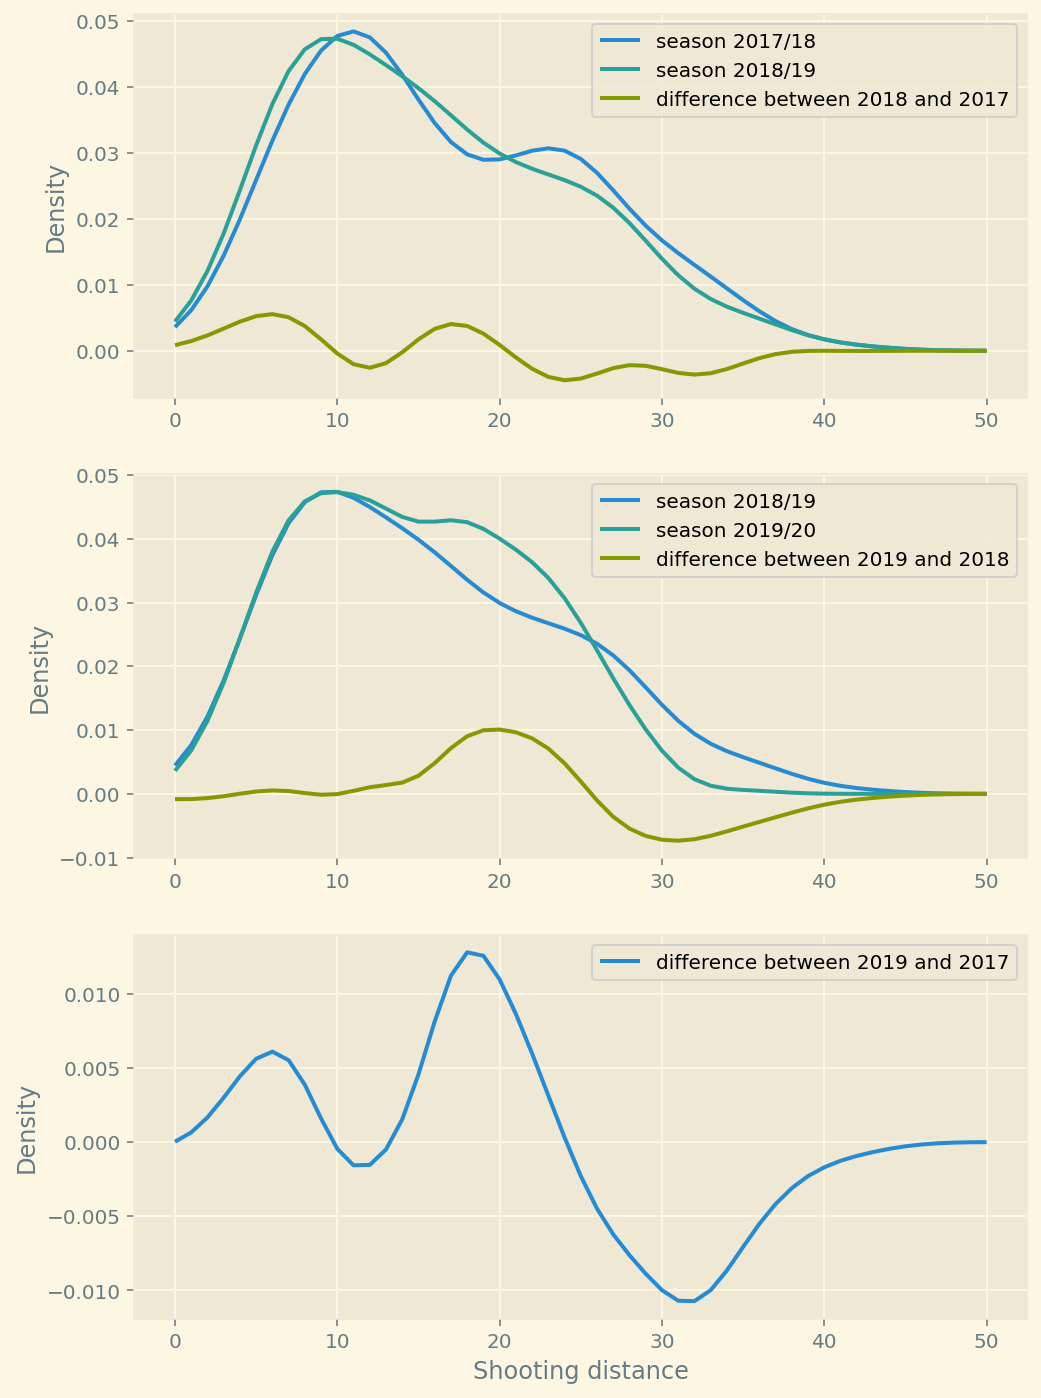 0.05
0.04
0.03
0.02
0.01
0.00
Density
season 2017/18
season 2018/19
difference between 2018 and 2017
0 10 20 30 40 50
0.05
0.04
0.03
0.02
0.01
0.00
−0.01
Density
season 2018/19
season 2019/20
difference between 2019 and 2018
0 10 20 30 40 50
0.010
0.005
0.000
−0.005
−0.010
Density
difference between 2019 and 2017
0 10 20 30 40 50
Shooting distance